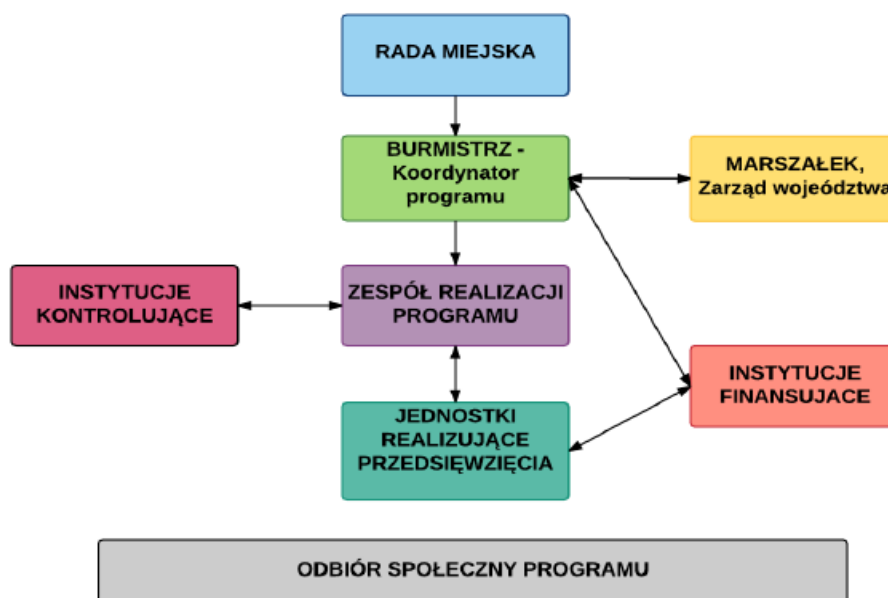 RADA MIEJSKA
BURMISTRZ -
Koordynator
programu
MARSZAŁEK,
Zarząd wojeództwa
INSTYTUCJE
KONTROLUJĄCE
ZESPÓŁ REALIZACJI
PROGRAMU
INSTYTUCJE
FINANSUJACE
JEDNOSTKI
REALIZUJĄCE
PRZEDSIĘWZIĘCIA
ODBIÓR SPOŁECZNY PROGRAMU